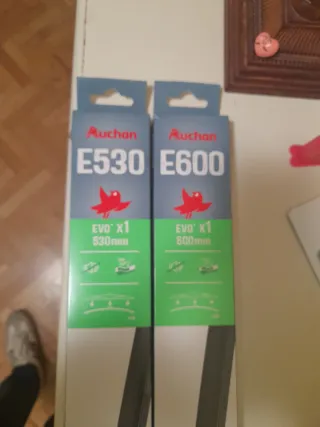 Auchan
E530
EVO* x1
530mm
Auchan
E600
EVO* x1
600mm